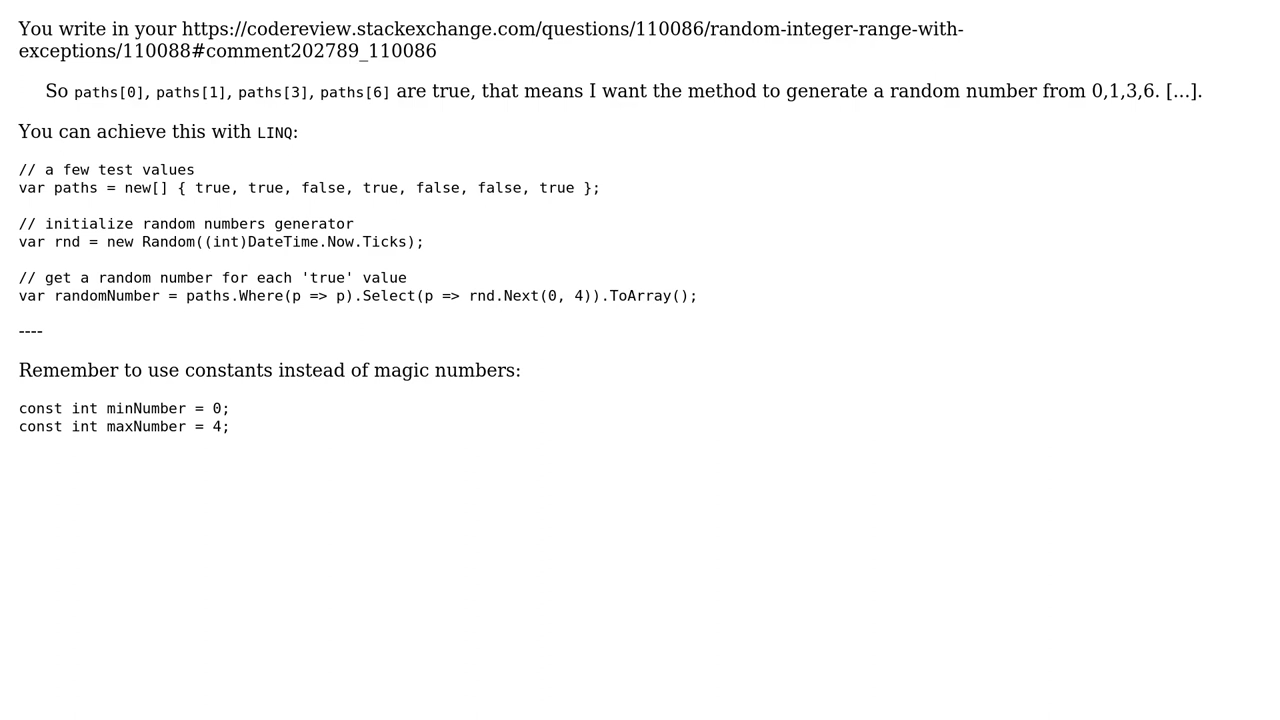 You write in your https://codereview.stackexchange.com/questions/110086/random-integer-range-with-
exceptions/110088#comment202789_110086
So paths[0], paths[1], paths[3], paths[6] are true, that means I want the method to generate a random number from 0,1,3,6. [...].
You can achieve this with LINQ:
// a few test values
var paths = new[] { true, true, false, true, false, false, true };
// initialize random numbers generator
var rnd = new Random((int)DateTime.Now.Ticks);
// get a random number for each 'true' value
var randomNumber = paths.Where(p => p).Select(p => rnd.Next(0, 4)).ToArray();
----
Remember to use constants instead of magic numbers:
const int minNumber = 0;
const int maxNumber = 4;